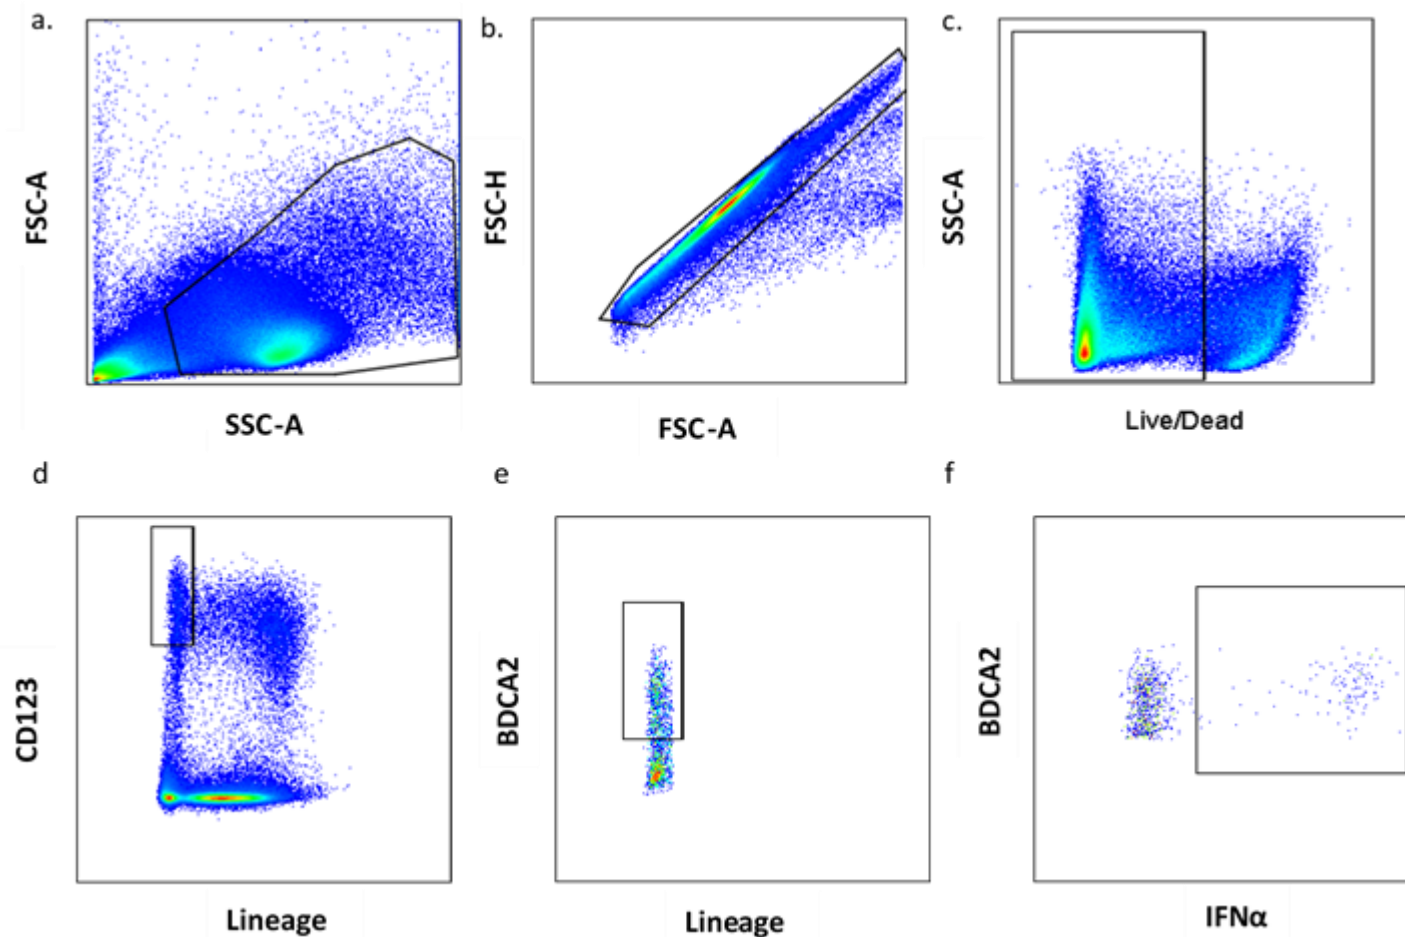 a.
FSC-A
SSC-A
b.
FSC-H
FSC-A
c.
SSC-A
Live/Dead
d
CD123
Lineage
e
BDCA2
Lineage
f
BDCA2
IFNα